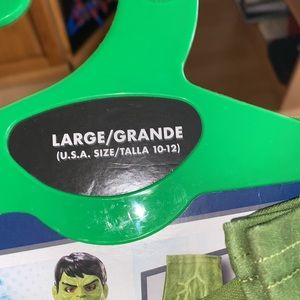 LARGE/GRANDE
(U.S.A. SIZE/TALLA 10-12)